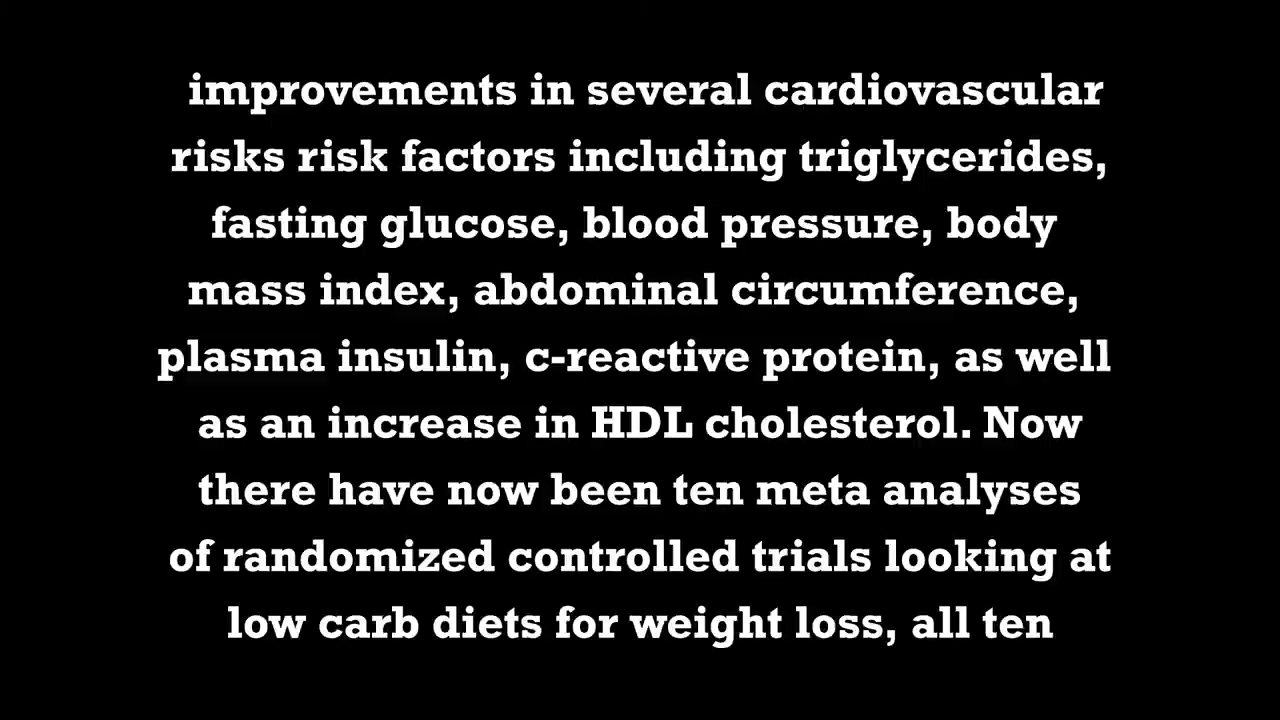 improvements in several cardiovascular
risks risk factors including triglycerides,
fasting glucose, blood pressure, body
mass index, abdominal circumference,
plasma insulin, c-reactive protein, as well
as an increase in HDL cholesterol. Now
there have now been ten meta analyses
of randomized controlled trials looking at
low carb diets for weight loss, all ten